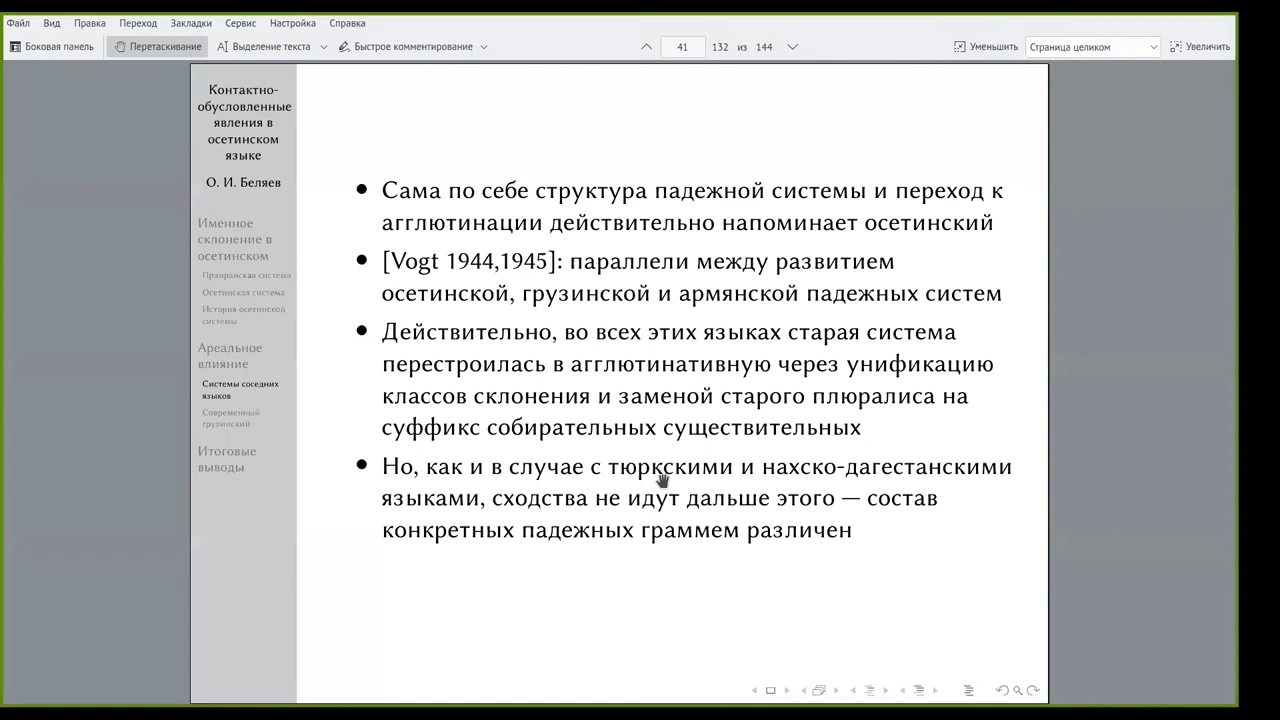 Файл Вид Правка Переход Закладки Сервис Настройка Справка
Боковая панель Перетаскивание Выделение текста Быстрое комментирование 41 132 из 144 Уменьшить Страница целиком Увеличить
Контактно-
обусловленные
явления в
осетинском
языке
О. И. Беляев
Именное
склонение в
осетинском
Праиранская система
Осетинская система
История осетинской
системы
Ареальное
влияние
Системы соседних
языков
Современный
грузинский
Итоговые
выводы
• Сама по себе структура падежной системы и переход к
агглютинации действительно напоминает осетинский
• [Vogt 1944,1945]: параллели между развитием
осетинской, грузинской и армянской падежных систем
• Действительно, во всех этих языках старая система
перестроилась в агглютинативную через унификацию
классов склонения и заменой старого плюралиса на
суффикс собирательных существительных
• Но, как и в случае с тюркскими и нахско-дагестанскими
языками, сходства не идут дальше этого — состав
конкретных падежных граммем различен